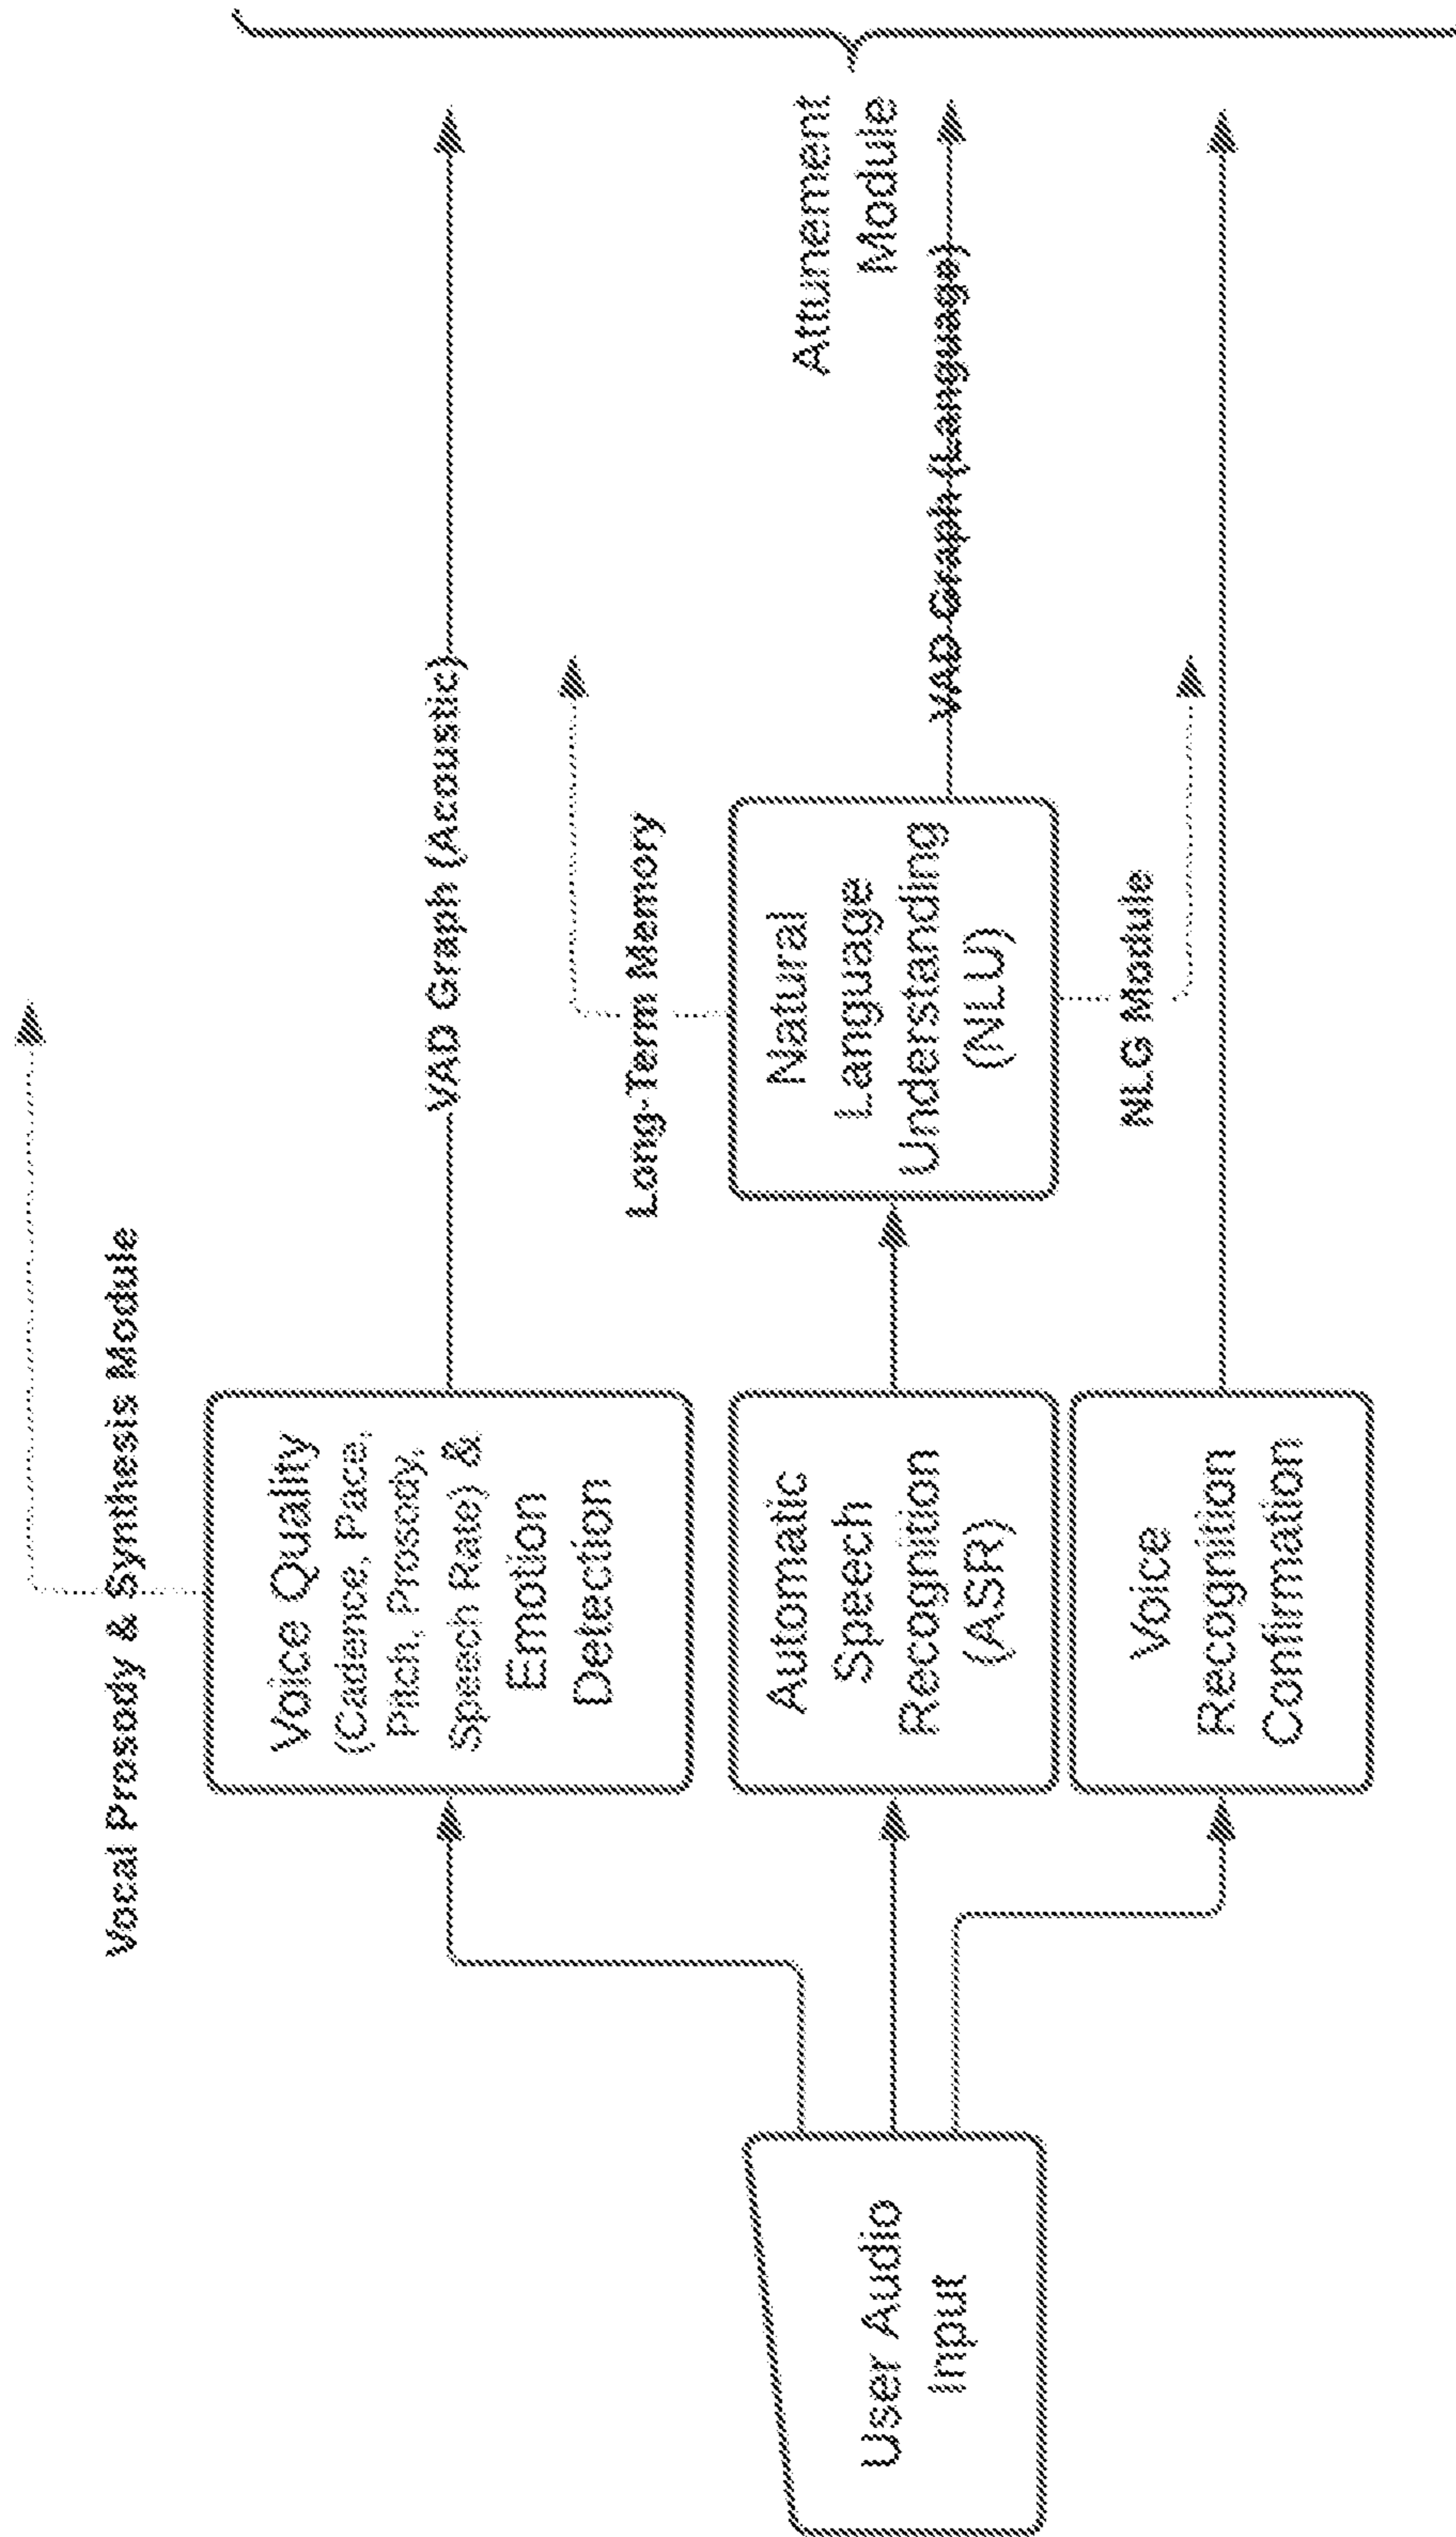 Vocal Prosody & Synthesis Module
User Audio
Input
Voice Quality
(Cadence, Pace,
Pitch, Prosody,
Speech Rate) &
Emotion
Detection
VAD Graph (Acoustic)
Automatic
Speech
Recognition
(ASR)
Long-Term Memory
Natural
Language
Understanding
(NLU)
VAD Graph (Language)
NLG Module
Voice
Recognition
Confirmation
Attunement
Module